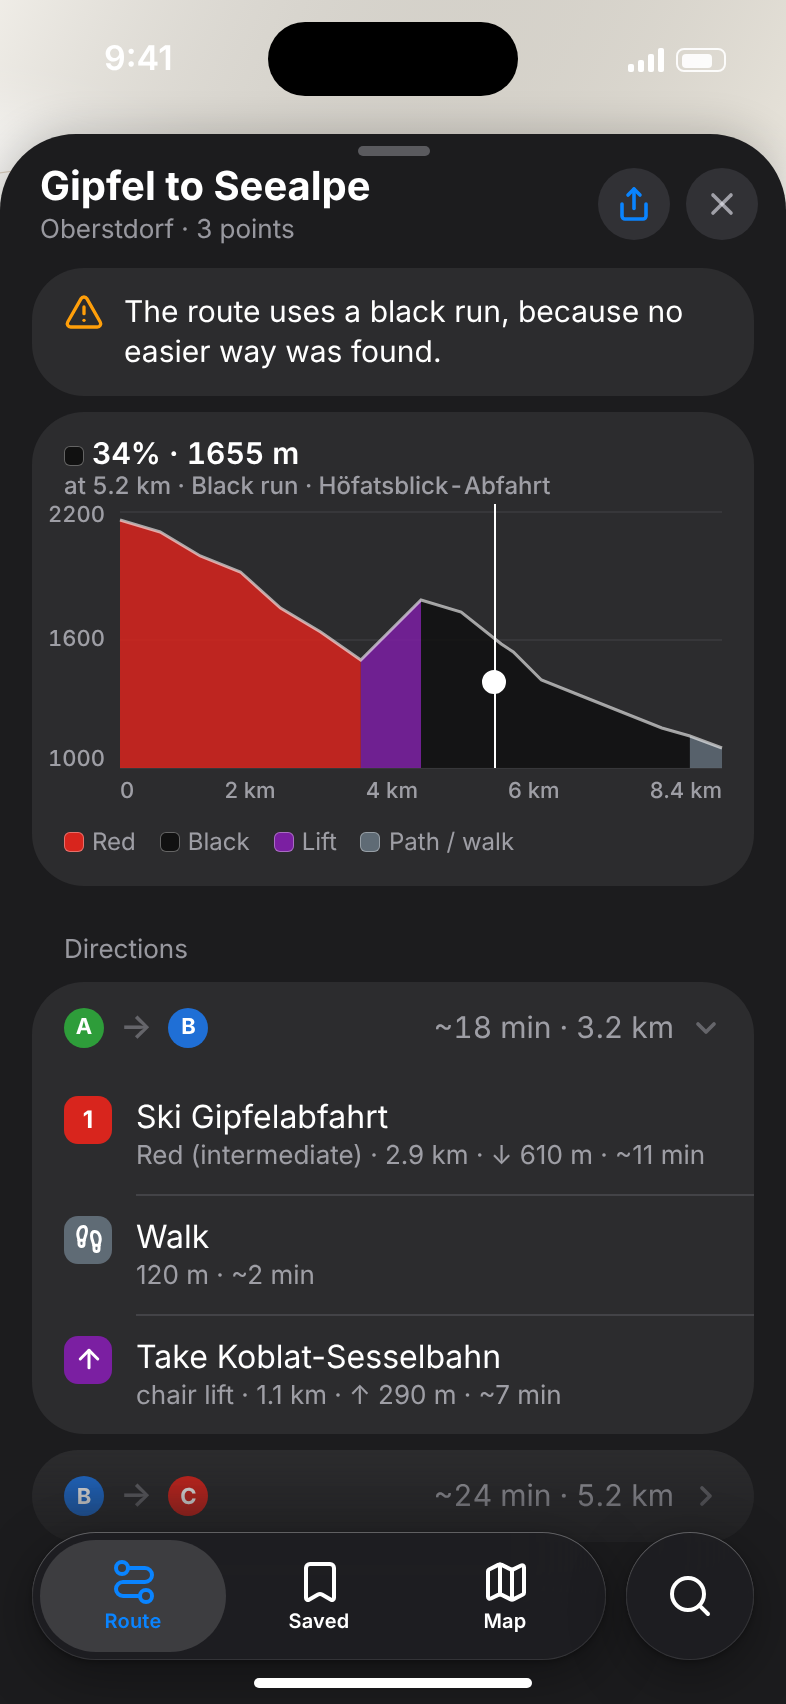 9:41
Gipfel to Seealpe
Oberstdorf · 3 points
The route uses a black run, because no
easier way was found.
34% · 1655 m
at 5.2 km · Black run · Höfatsblick-Abfahrt
2200
1600
1000
0 2 km 4 km 6 km 8.4 km
Red Black Lift Path / walk
Directions
A → B ~18 min · 3.2 km
1 Ski Gipfelabfahrt
Red (intermediate) · 2.9 km · ↓ 610 m · ~11 min
Walk
120 m · ~2 min
Take Koblat-Sesselbahn
chair lift · 1.1 km · ↑ 290 m · ~7 min
B → C ~24 min · 5.2 km
Route Saved Map